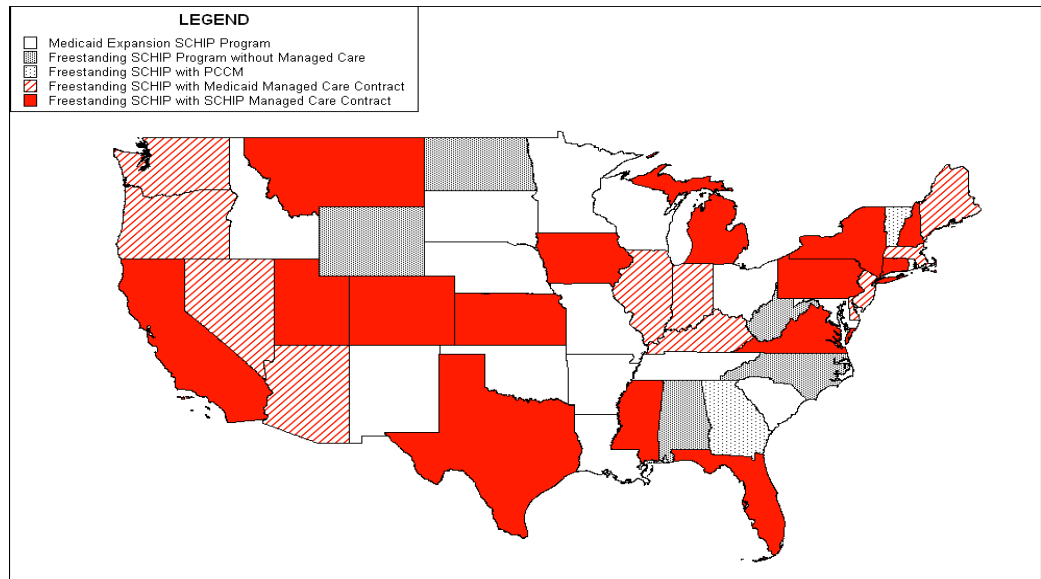 LEGEND
Medicaid Expansion SCHIP Program
Freestanding SCHIP Program without Managed Care
Freestanding SCHIP with PCCM
Freestanding SCHIP with Medicaid Managed Care Contract
Freestanding SCHIP with SCHIP Managed Care Contract